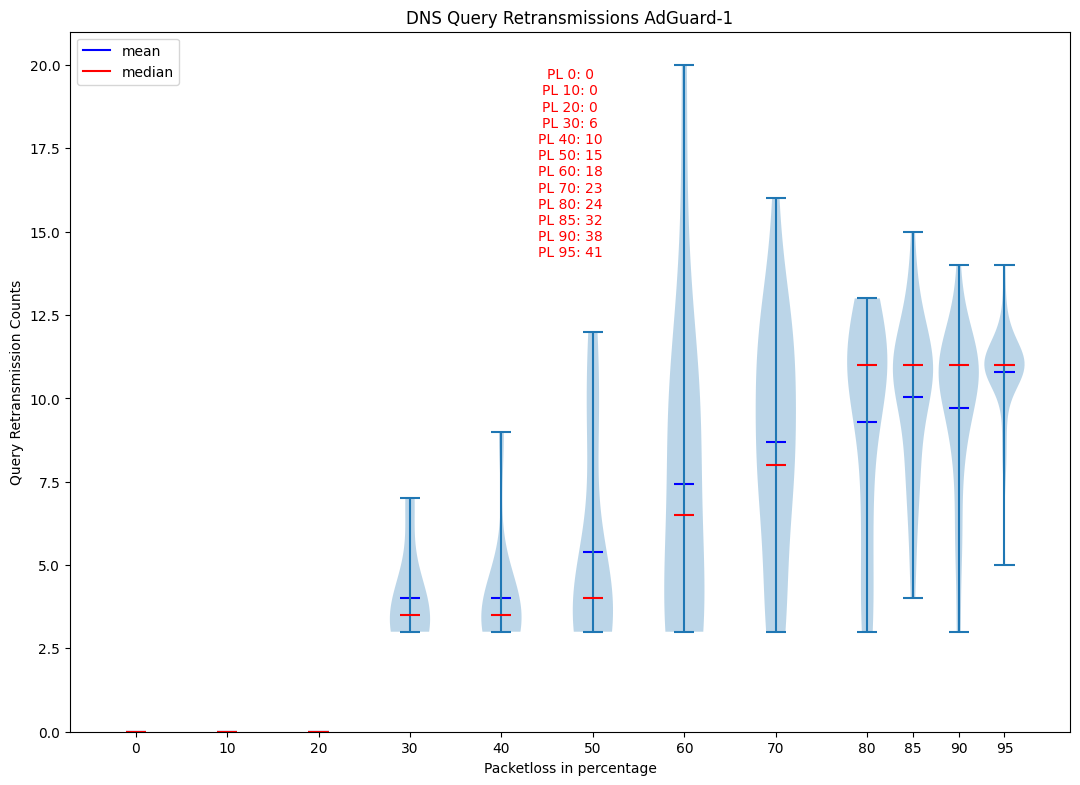 DNS Query Retransmissions AdGuard-1
mean
median
PL 0: 0
PL 10: 0
PL 20: 0
PL 30: 6
PL 40: 10
PL 50: 15
PL 60: 18
PL 70: 23
PL 80: 24
PL 85: 32
PL 90: 38
PL 95: 41
Query Retransmission Counts
20.0
17.5
15.0
12.5
10.0
7.5
5.0
2.5
0.0
0 10 20 30 40 50 60 70 80 85 90 95
Packetloss in percentage